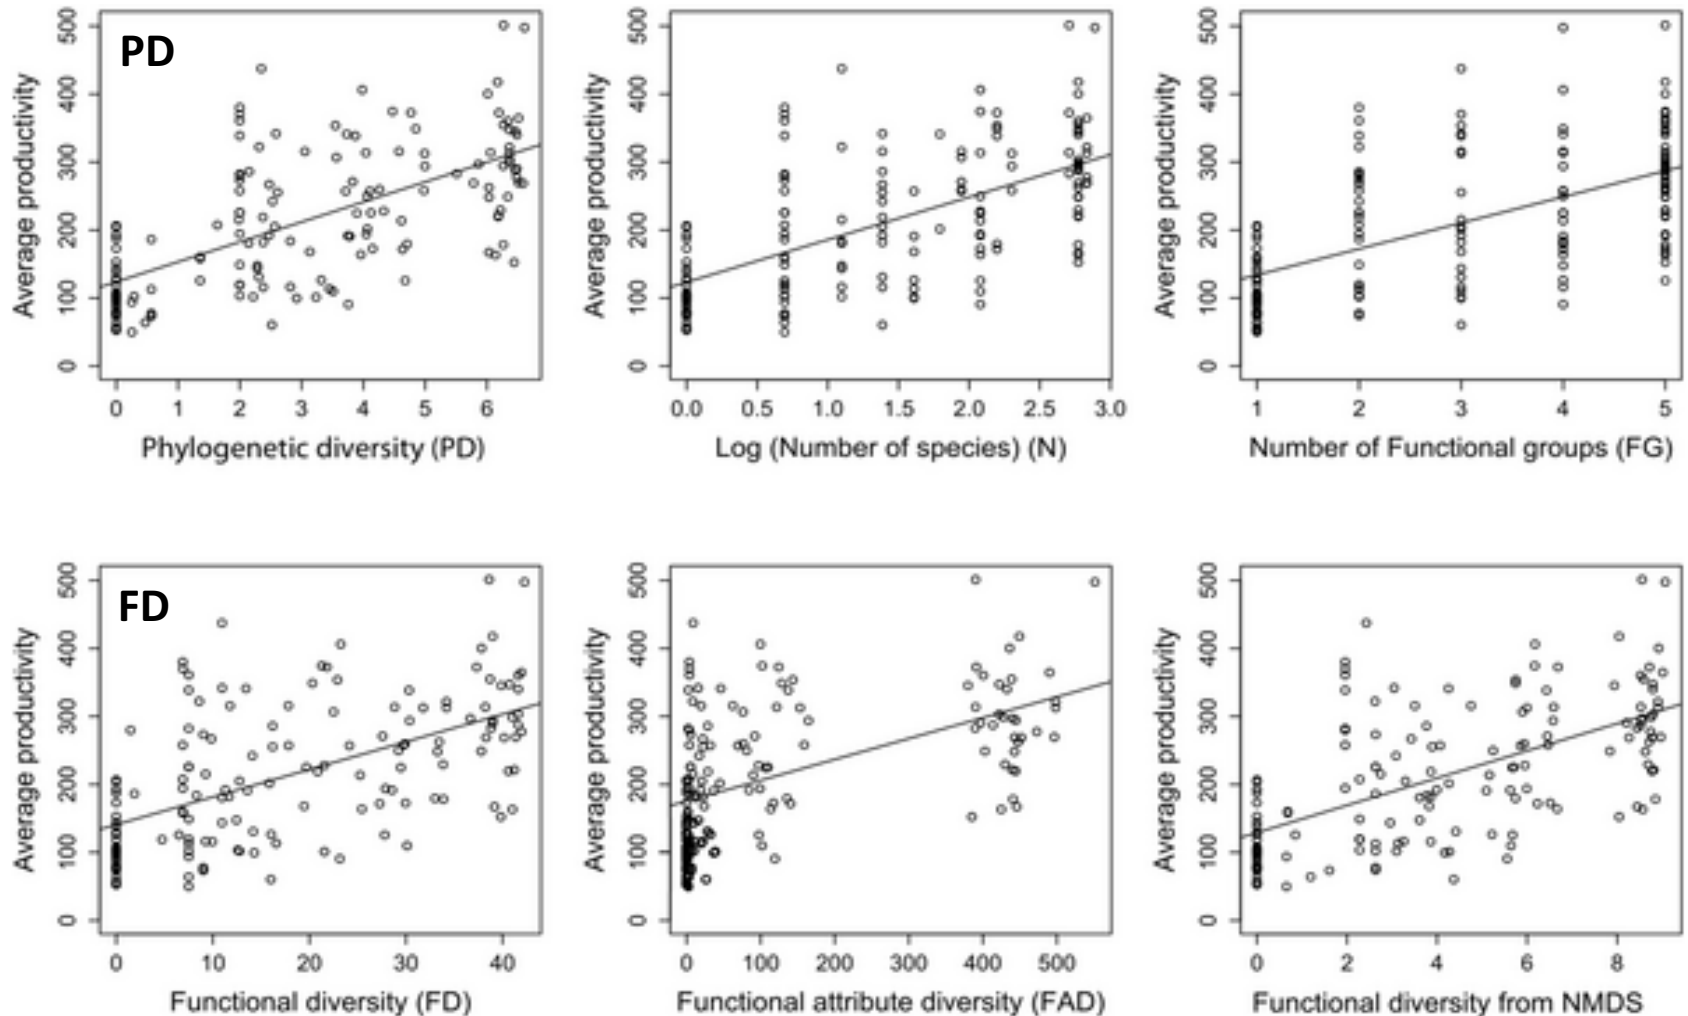 PD
Average productivity
0 100 200 300 400 500
0 1 2 3 4 5 6
Phylogenetic diversity (PD)
Average productivity
0 100 200 300 400 500
0.0 0.5 1.0 1.5 2.0 2.5 3.0
Log (Number of species) (N)
Average productivity
0 100 200 300 400 500
1 2 3 4 5
Number of Functional groups (FG)
FD
Average productivity
0 100 200 300 400 500
0 10 20 30 40
Functional diversity (FD)
Average productivity
0 100 200 300 400 500
0 100 200 300 400 500
Functional attribute diversity (FAD)
Average productivity
0 100 200 300 400 500
0 2 4 6 8
Functional diversity from NMDS